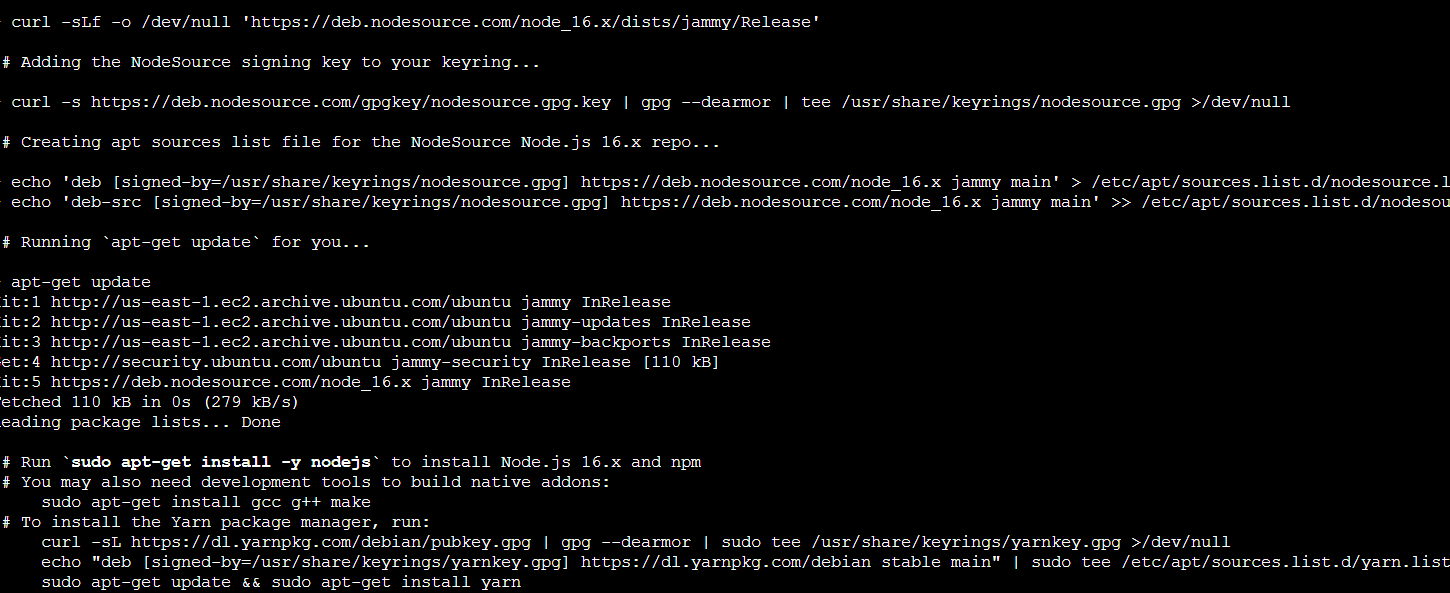 curl -sLf -o /dev/null 'https://deb.nodesource.com/node_16.x/dists/jammy/Release'
# Adding the NodeSource signing key to your keyring...
curl -s https://deb.nodesource.com/gpgkey/nodesource.gpg.key | gpg --dearmor | tee /usr/share/keyrings/nodesource.gpg >/dev/null
# Creating apt sources list file for the NodeSource Node.js 16.x repo...
echo 'deb [signed-by=/usr/share/keyrings/nodesource.gpg] https://deb.nodesource.com/node_16.x jammy main' > /etc/apt/sources.list.d/nodesource.l
echo 'deb-src [signed-by=/usr/share/keyrings/nodesource.gpg] https://deb.nodesource.com/node_16.x jammy main' >> /etc/apt/sources.list.d/nodesou
# Running `apt-get update` for you...
apt-get update
it:1 http://us-east-1.ec2.archive.ubuntu.com/ubuntu jammy InRelease
it:2 http://us-east-1.ec2.archive.ubuntu.com/ubuntu jammy-updates InRelease
it:3 http://us-east-1.ec2.archive.ubuntu.com/ubuntu jammy-backports InRelease
et:4 http://security.ubuntu.com/ubuntu jammy-security InRelease [110 kB]
it:5 https://deb.nodesource.com/node_16.x jammy InRelease
etched 110 kB in 0s (279 kB/s)
eading package lists... Done
# Run `sudo apt-get install -y nodejs` to install Node.js 16.x and npm
# You may also need development tools to build native addons:
sudo apt-get install gcc g++ make
# To install the Yarn package manager, run:
curl -sL https://dl.yarnpkg.com/debian/pubkey.gpg | gpg --dearmor | sudo tee /usr/share/keyrings/yarnkey.gpg >/dev/null
echo "deb [signed-by=/usr/share/keyrings/yarnkey.gpg] https://dl.yarnpkg.com/debian stable main" | sudo tee /etc/apt/sources.list.d/yarn.list
sudo apt-get update && sudo apt-get install yarn